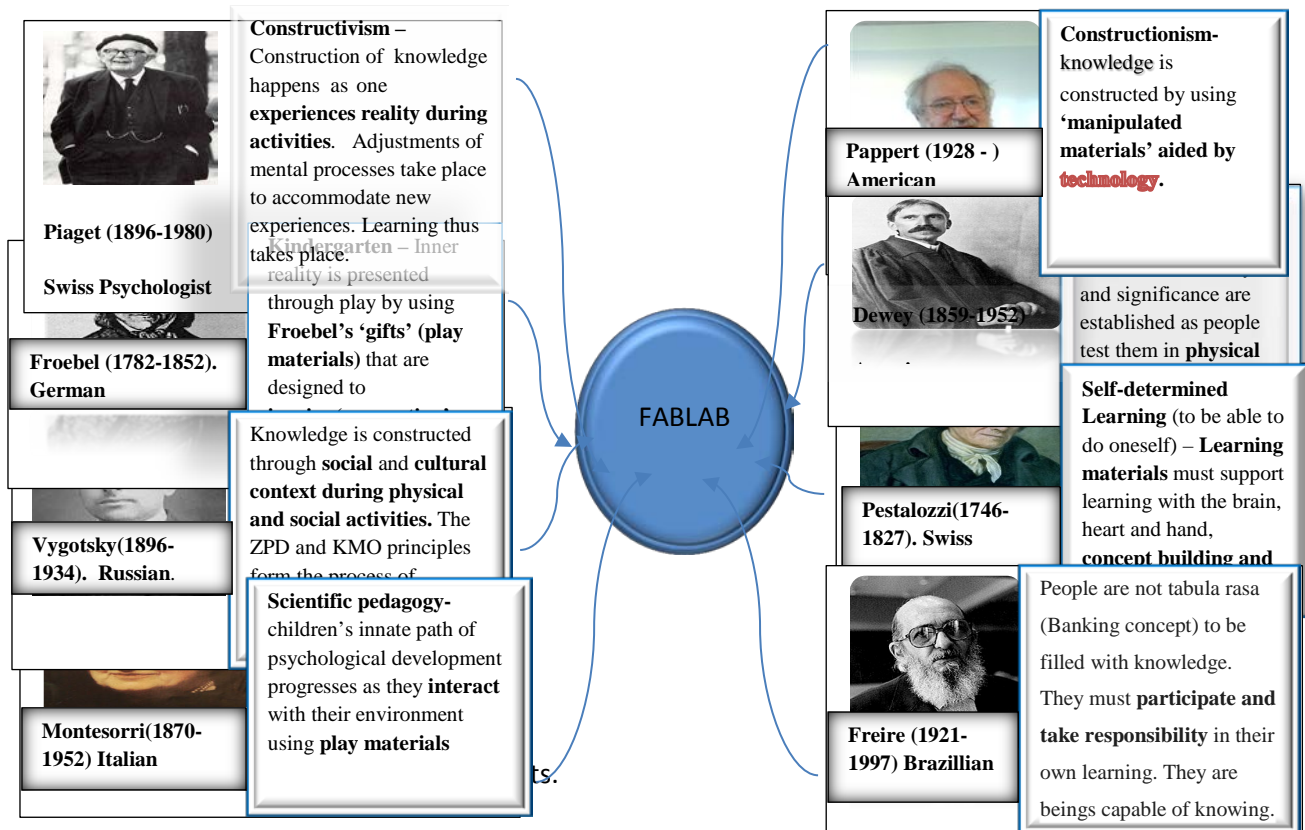 Constructivism –
Construction of knowledge
happens as one
experiences reality during
activities. Adjustments of
mental processes take place
to accommodate new
experiences. Learning thus
takes place.
Piaget (1896-1980)
Swiss Psychologist
Kindergarten – Inner
reality is presented
through play by using
Froebel's 'gifts' (play
materials) that are
designed to
Froebel (1782-1852).
German
Knowledge is constructed
through social and cultural
context during physical
and social activities. The
ZPD and KMO principles
form the process of
Vygotsky(1896-
1934). Russian.
Scientific pedagogy-
children's innate path of
psychological development
progresses as they interact
with their environment
using play materials
Montesorri(1870-
1952) Italian
ts.
FABLAB
Constructionism-
knowledge is
constructed by using
'manipulated
materials' aided by
technology.
Pappert (1928 - )
American
Dewey (1859-1952)
and significance are
established as people
test them in physical
Self-determined
Learning (to be able to
do oneself) – Learning
materials must support
learning with the brain,
heart and hand,
concept building and
Pestalozzi(1746-
1827). Swiss
People are not tabula rasa
(Banking concept) to be
filled with knowledge.
They must participate and
take responsibility in their
own learning. They are
beings capable of knowing.
Freire (1921-
1997) Brazillian